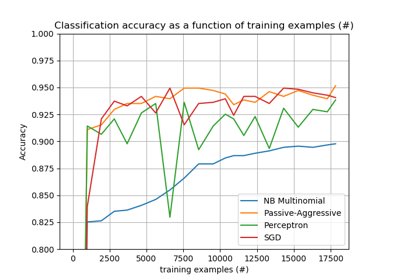 Classification accuracy as a function of training examples (#)
1.000
0.975
0.950
0.925
0.900
0.875
0.850
0.825
0.800
Accuracy
NB Multinomial
Passive-Aggressive
Perceptron
SGD
0 2500 5000 7500 10000 12500 15000 17500
training examples (#)